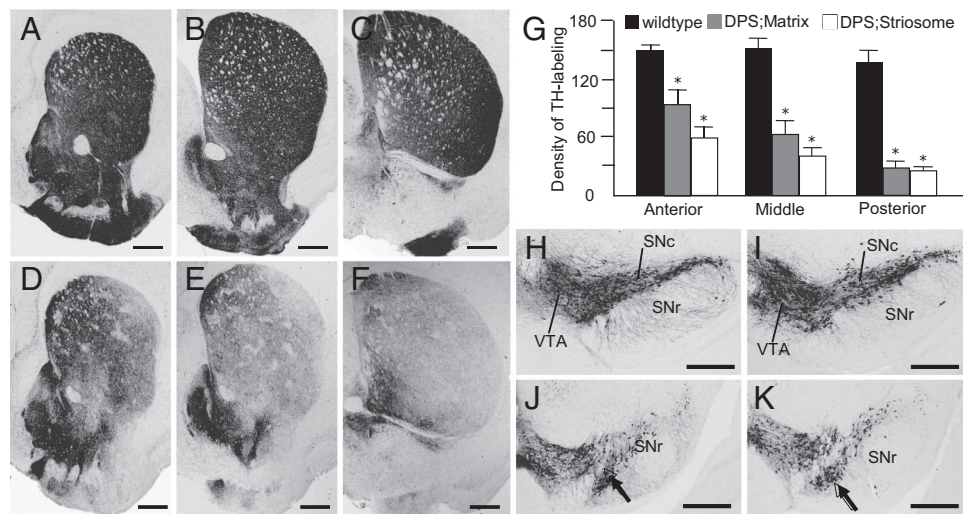 A
B
C
D
E
F
G
wildtype DPS;Matrix DPS;Striosome
Density of TH-labeling
180
120
60
0
* *
* *
* *
Anterior Middle Posterior
H
SNc
SNr
VTA
I
SNc
SNr
VTA
J
SNr
K
SNr